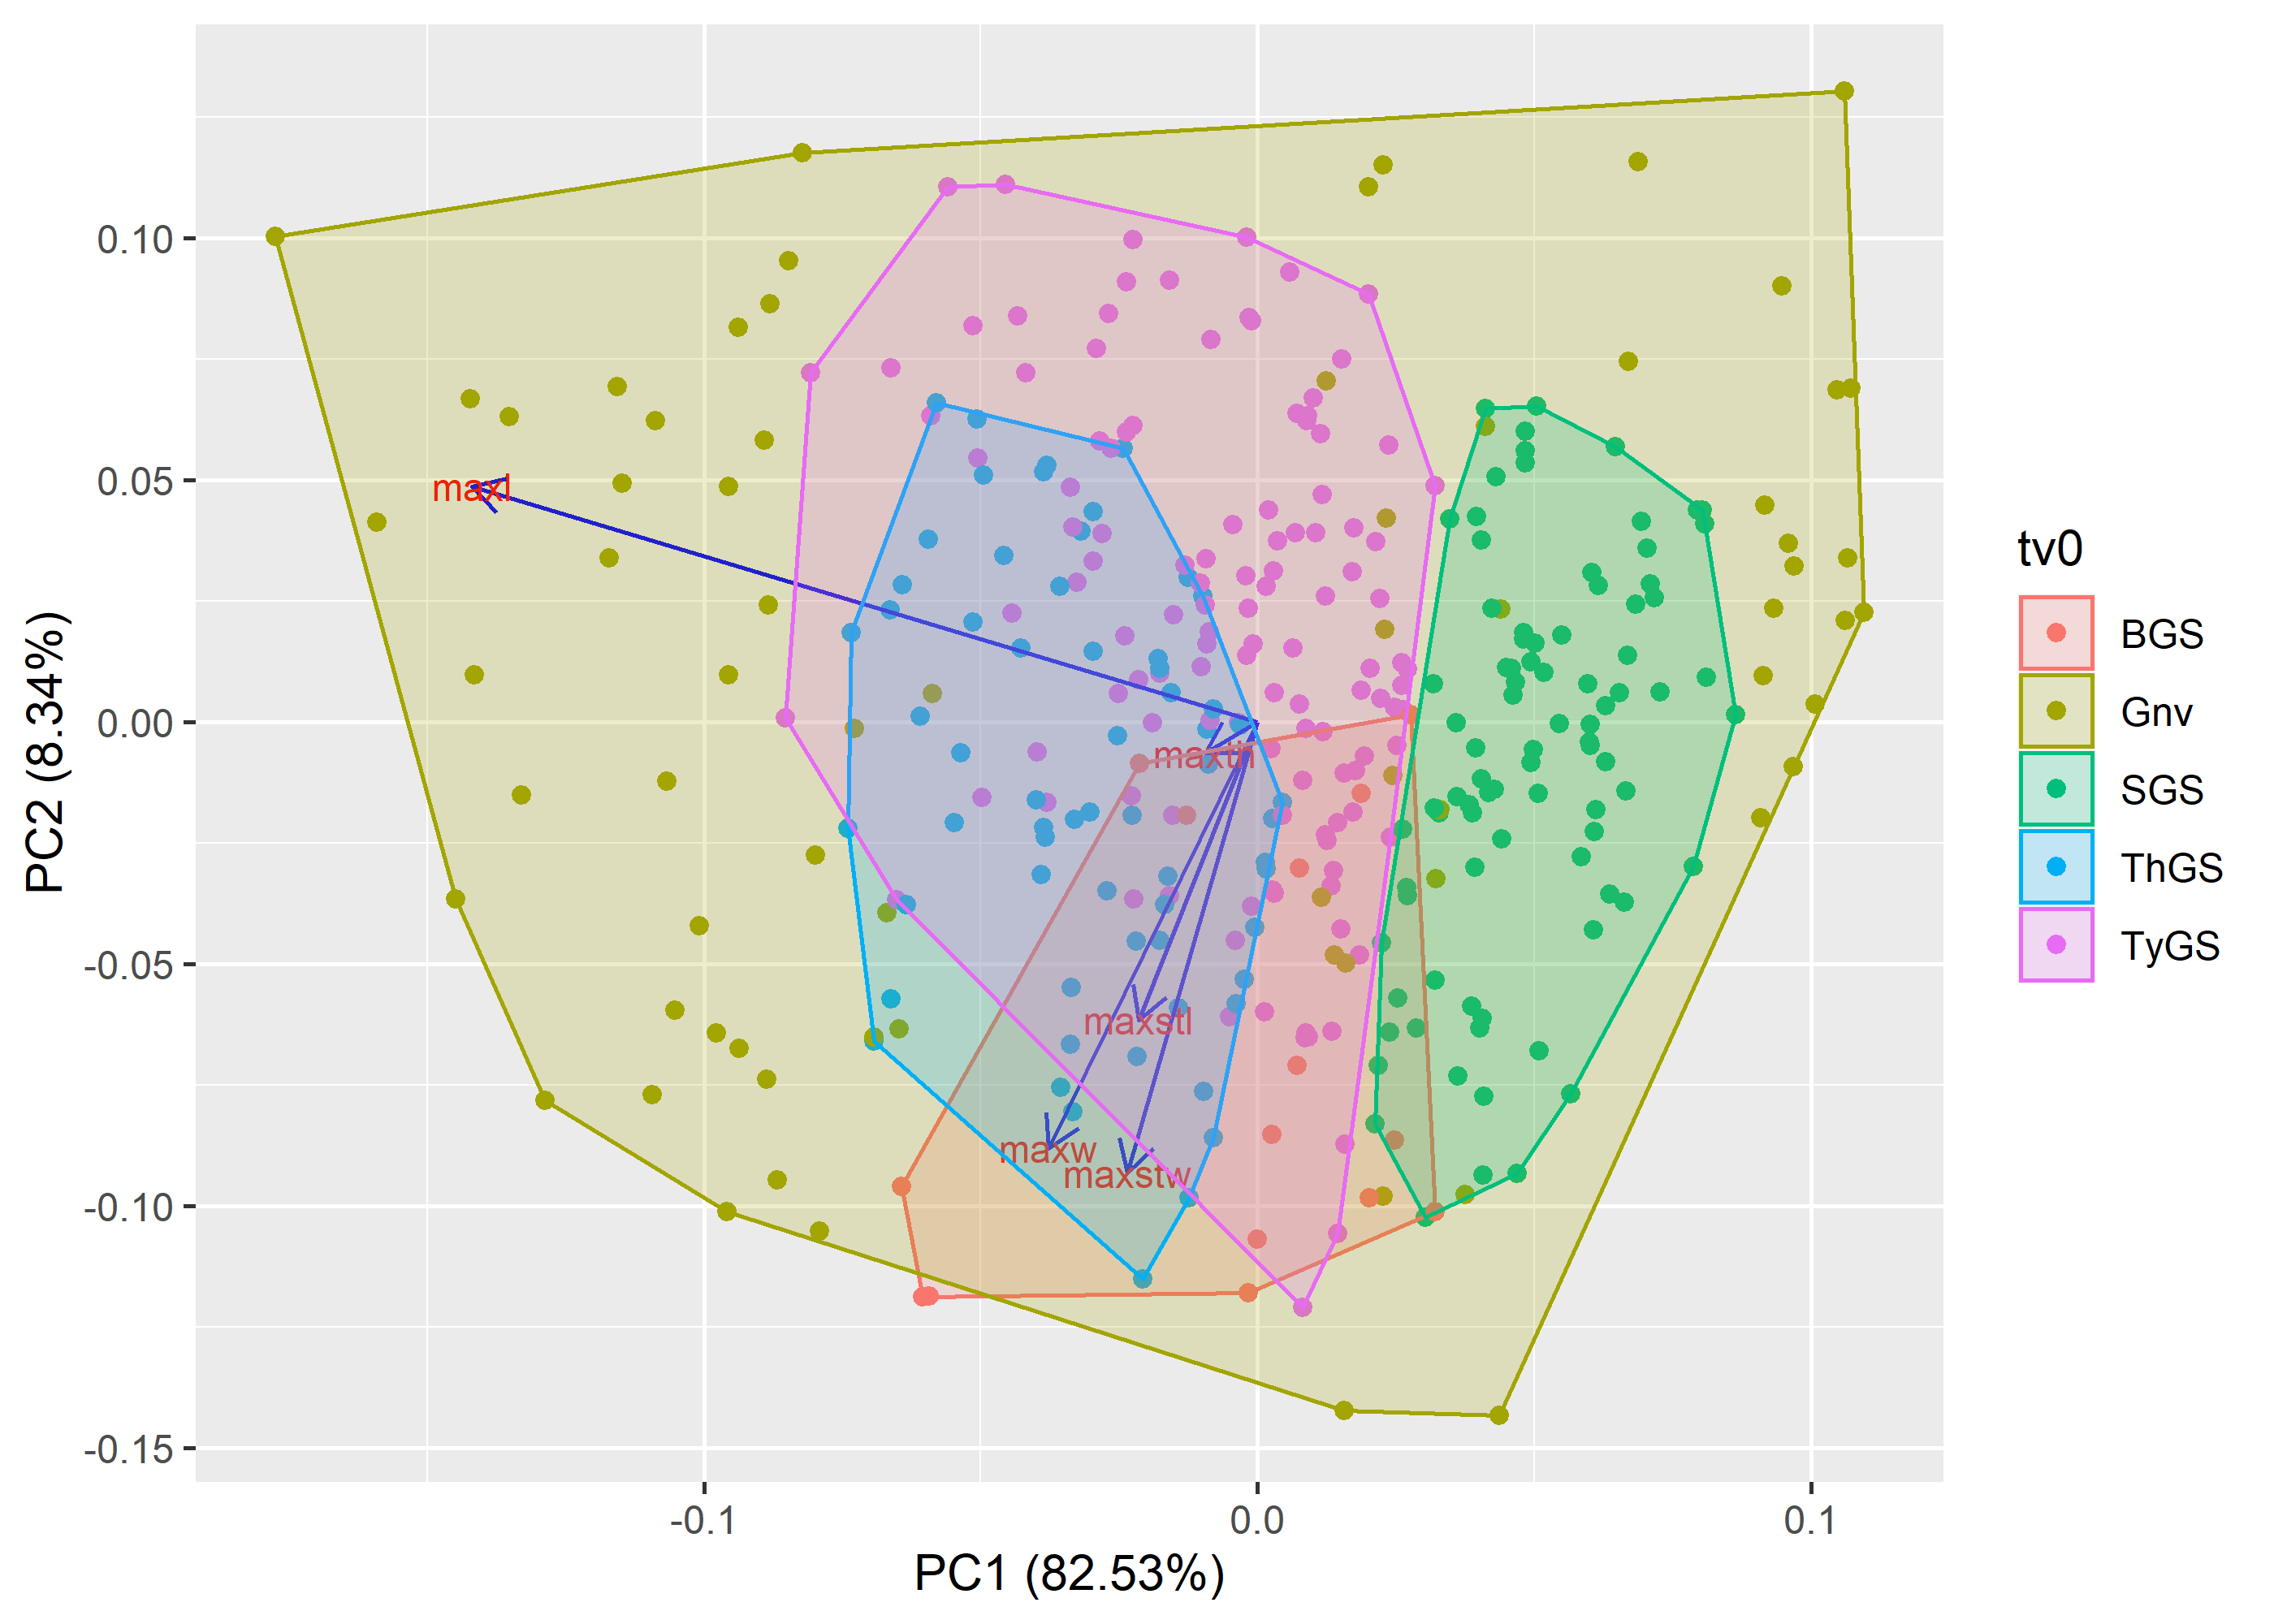 0.10
0.05
0.00
-0.05
-0.10
-0.15
PC2 (8.34%)
maxl
maxth
maxstl
maxw
maxstw
-0.1
0.0
0.1
PC1 (82.53%)
tv0
BGS
Gnv
SGS
ThGS
TyGS